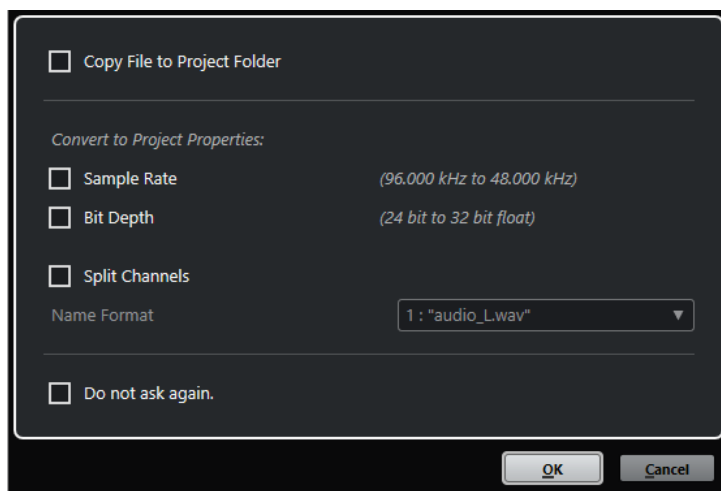 Copy File to Project Folder
Convert to Project Properties:
Sample Rate (96.000 kHz to 48.000 kHz)
Bit Depth (24 bit to 32 bit float)
Split Channels
Name Format 1 : "audio_L.wav"
Do not ask again.
OK Cancel